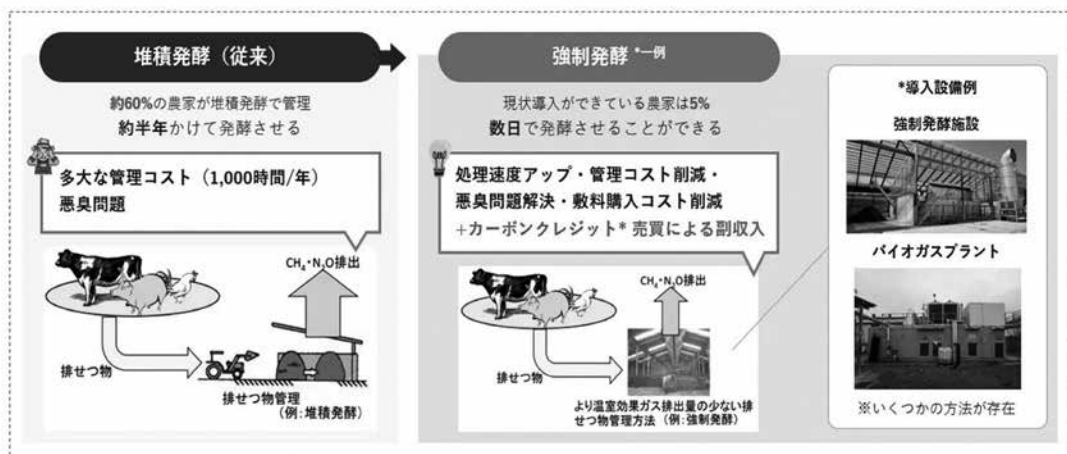 堆積発酵（従来）
約60%の農家が堆積発酵で管理
約半年かけて発酵させる
多大な管理コスト（1,000時間/年）
悪臭問題
CH₄・N₂O排出
排せつ物
排せつ物管理
（例：堆積発酵）
強制発酵 *一例
現状導入ができている農家は5%
数日で発酵させることができる
処理速度アップ・管理コスト削減・
悪臭問題解決・敷料購入コスト削減
+カーボンクレジット* 売買による副収入
CH₄・N₂O排出
排せつ物
より温室効果ガス排出量の少ない排
せつ物管理方法（例：強制発酵）
*導入設備例
強制発酵施設
バイオガスプラント
※いくつかの方法が存在